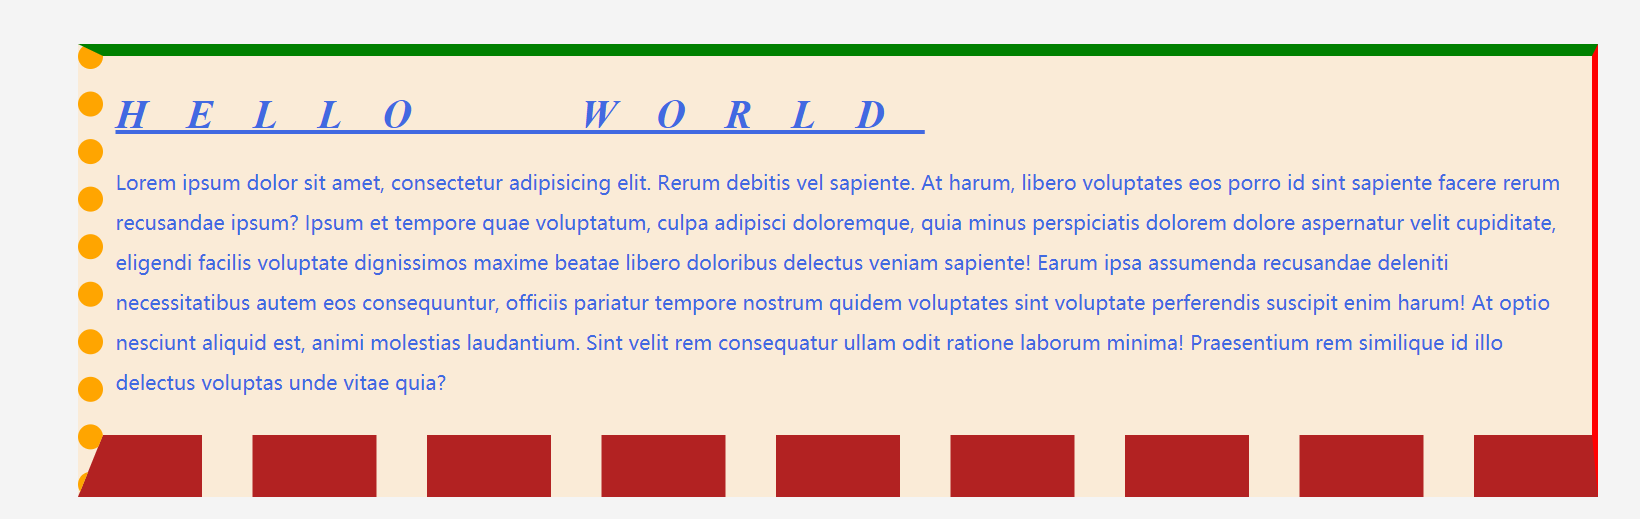 HELLO WORLD
Lorem ipsum dolor sit amet, consectetur adipisicing elit. Rerum debitis vel sapiente. At harum, libero voluptates eos porro id sint sapiente facere rerum
recusandae ipsum? Ipsum et tempore quae voluptatum, culpa adipisci doloremque, quia minus perspiciatis dolorem dolore aspernatur velit cupiditate,
eligendi facilis voluptate dignissimos maxime beatae libero doloribus delectus veniam sapiente! Earum ipsa assumenda recusandae deleniti
necessitatibus autem eos consequuntur, officiis pariatur tempore nostrum quidem voluptates sint voluptate perferendis suscipit enim harum! At optio
nesciunt aliquid est, animi molestias laudantium. Sint velit rem consequatur ullam odit ratione laborum minima! Praesentium rem similique id illo
delectus voluptas unde vitae quia?